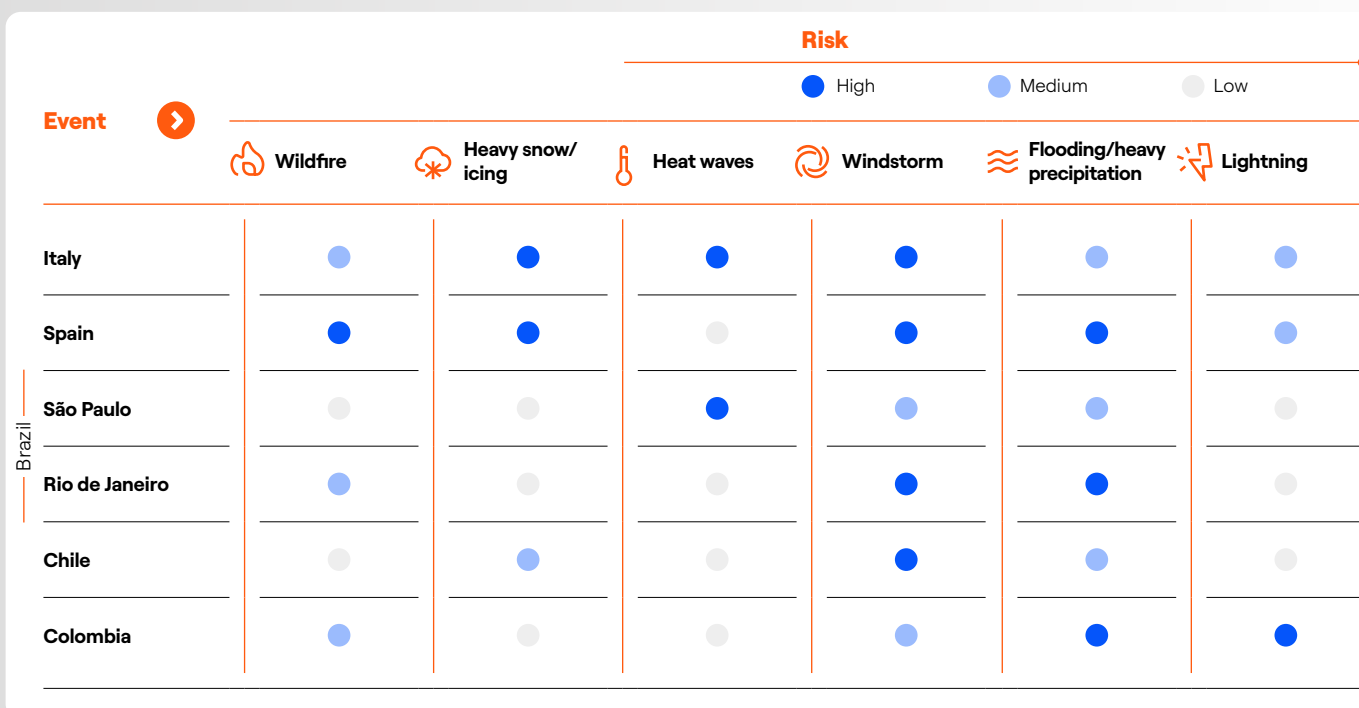 Risk
High Medium Low
Event
Wildfire
Heavy snow/
icing
Heat waves
Windstorm
Flooding/heavy
precipitation
Lightning
Italy
Spain
Brazil
São Paulo
Rio de Janeiro
Chile
Colombia